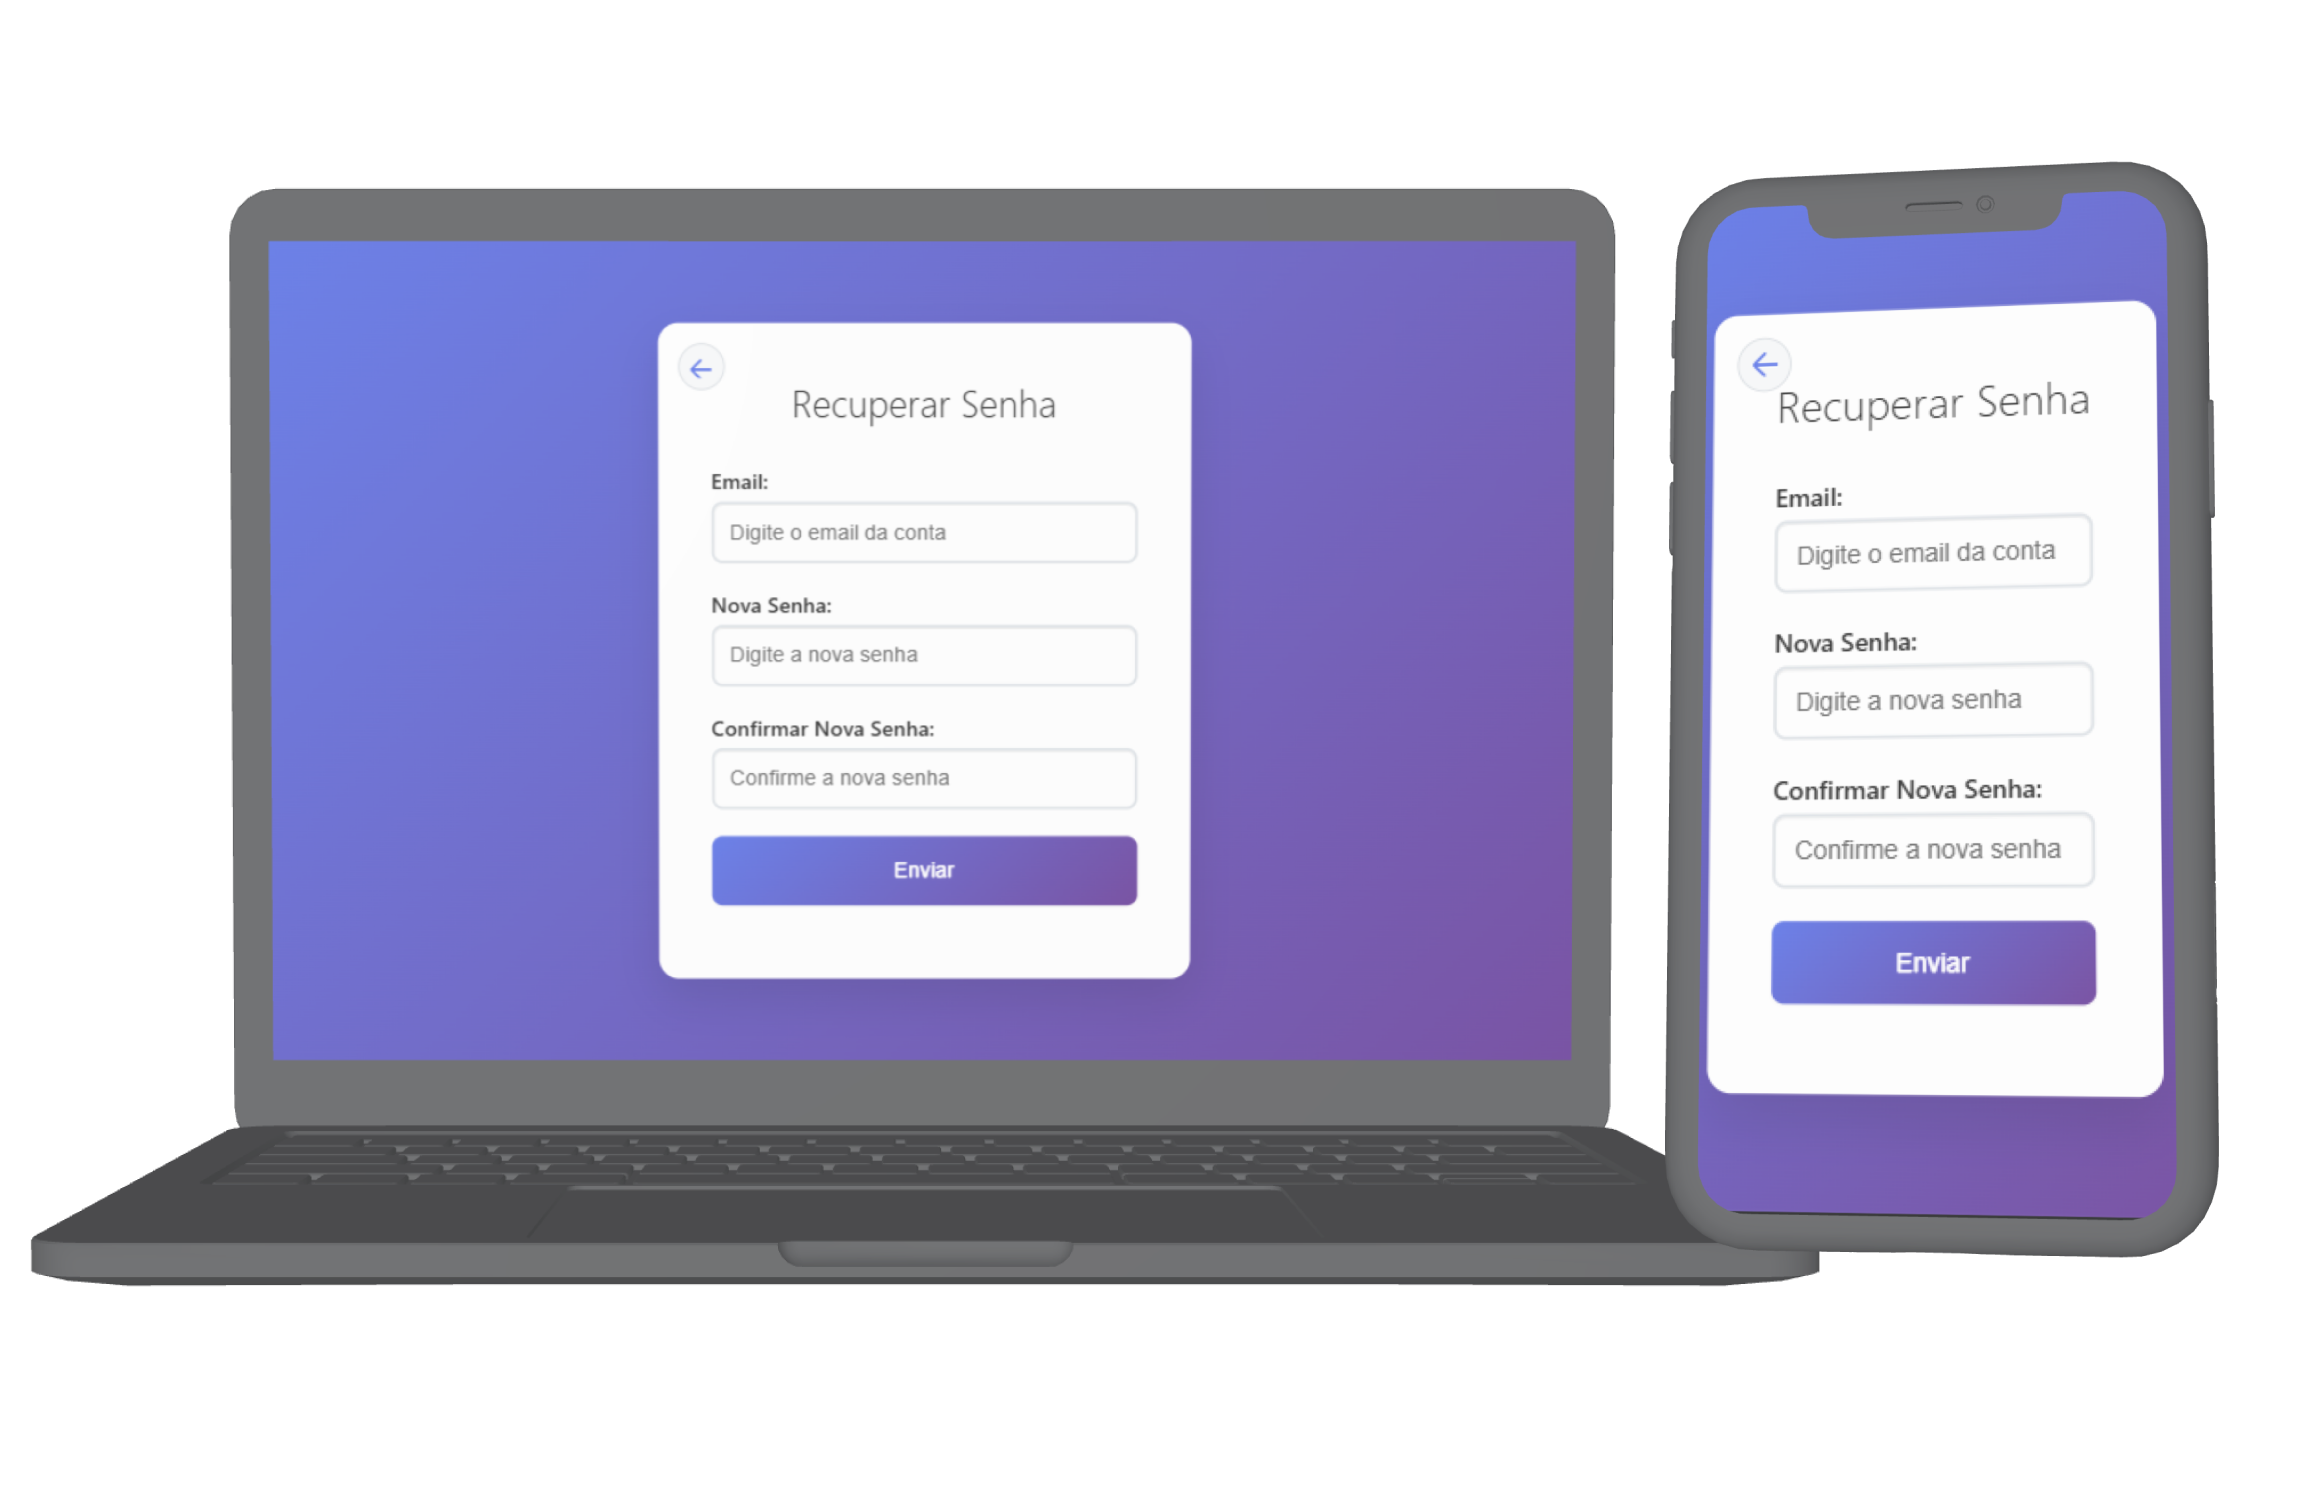 Recuperar Senha
Email:
Digite o email da conta
Nova Senha:
Digite a nova senha
Confirmar Nova Senha:
Confirme a nova senha
Enviar
Recuperar Senha
Email:
Digite o email da conta
Nova Senha:
Digite a nova senha
Confirmar Nova Senha:
Confirme a nova senha
Enviar